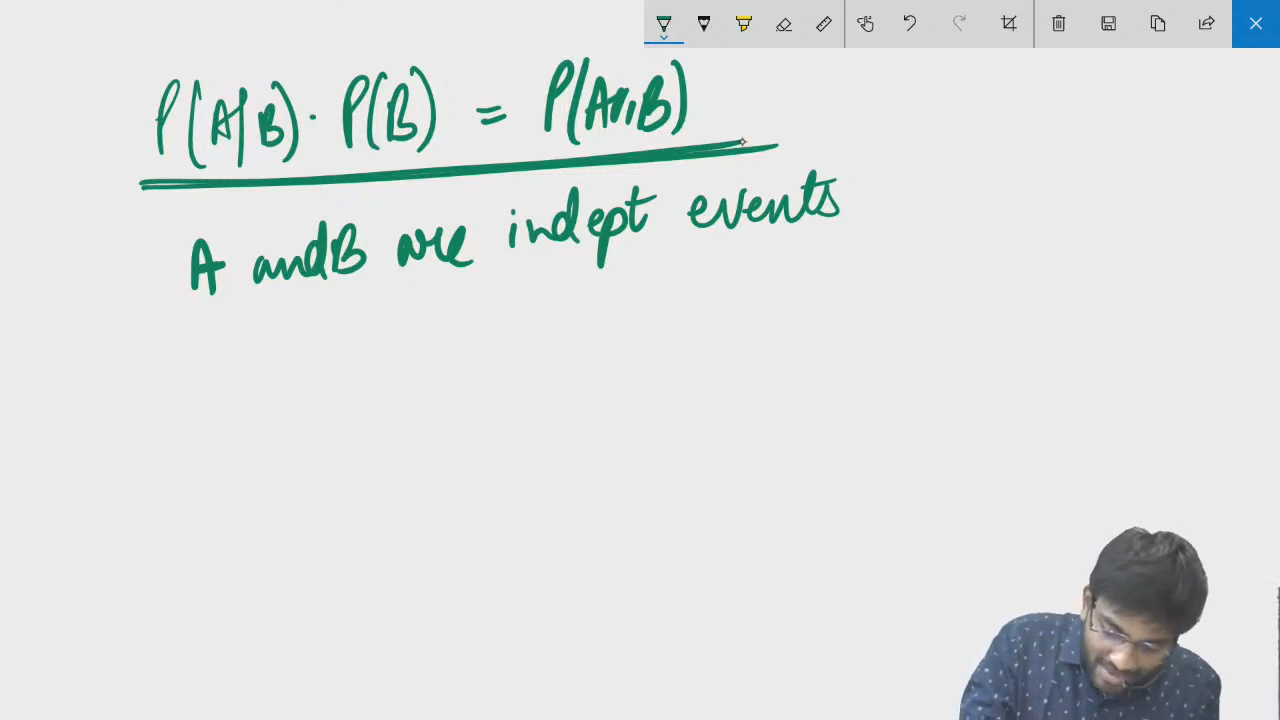 P(A|B) · P(B) = P(A∩B)
A and B are indept events